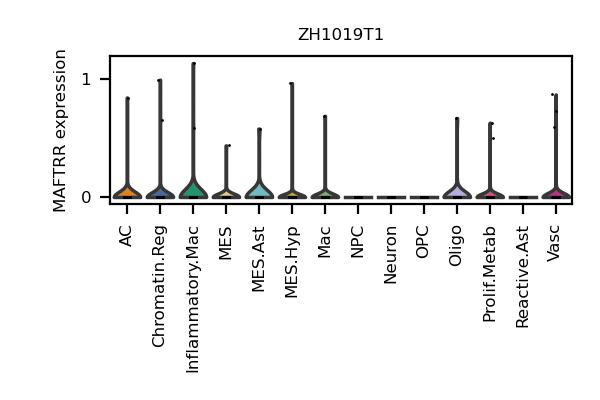 ZH1019T1
MAFTRR expression
1
0
AC
Chromatin.Reg
Inflammatory.Mac
MES
MES.Ast
MES.Hyp
Mac
NPC
Neuron
OPC
Oligo
Prolif.Metab
Reactive.Ast
Vasc